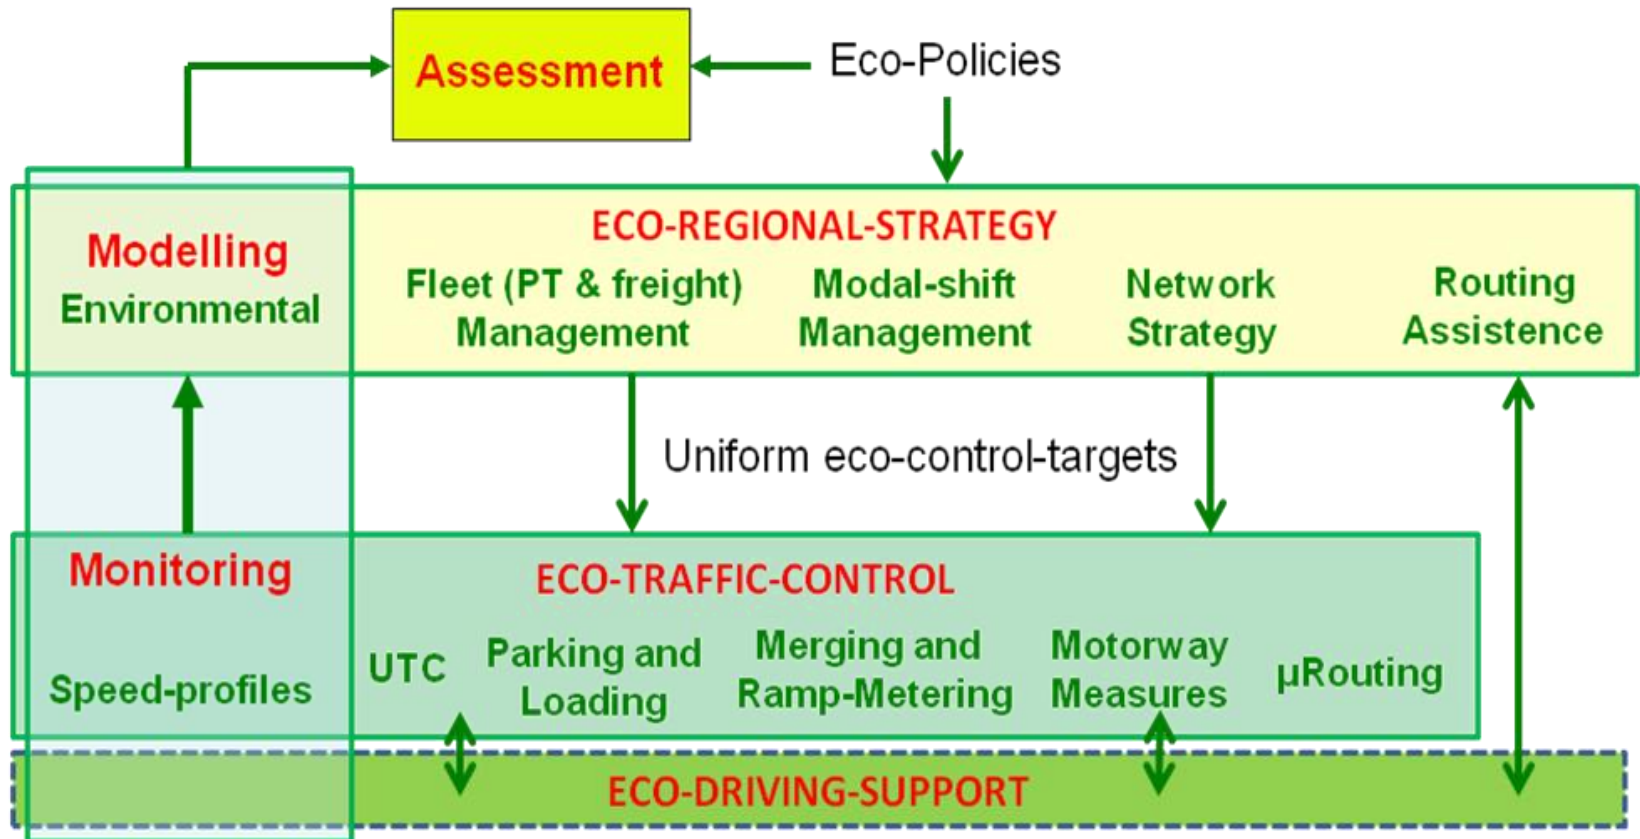 Assessment
Eco-Policies
ECO-REGIONAL-STRATEGY
Modelling
Environmental
Fleet (PT & freight)
Management
Modal-shift
Management
Network
Strategy
Routing
Assistence
Uniform eco-control-targets
Monitoring
Speed-profiles
ECO-TRAFFIC-CONTROL
UTC
Parking and
Loading
Merging and
Ramp-Metering
Motorway
Measures
µRouting
ECO-DRIVING-SUPPORT